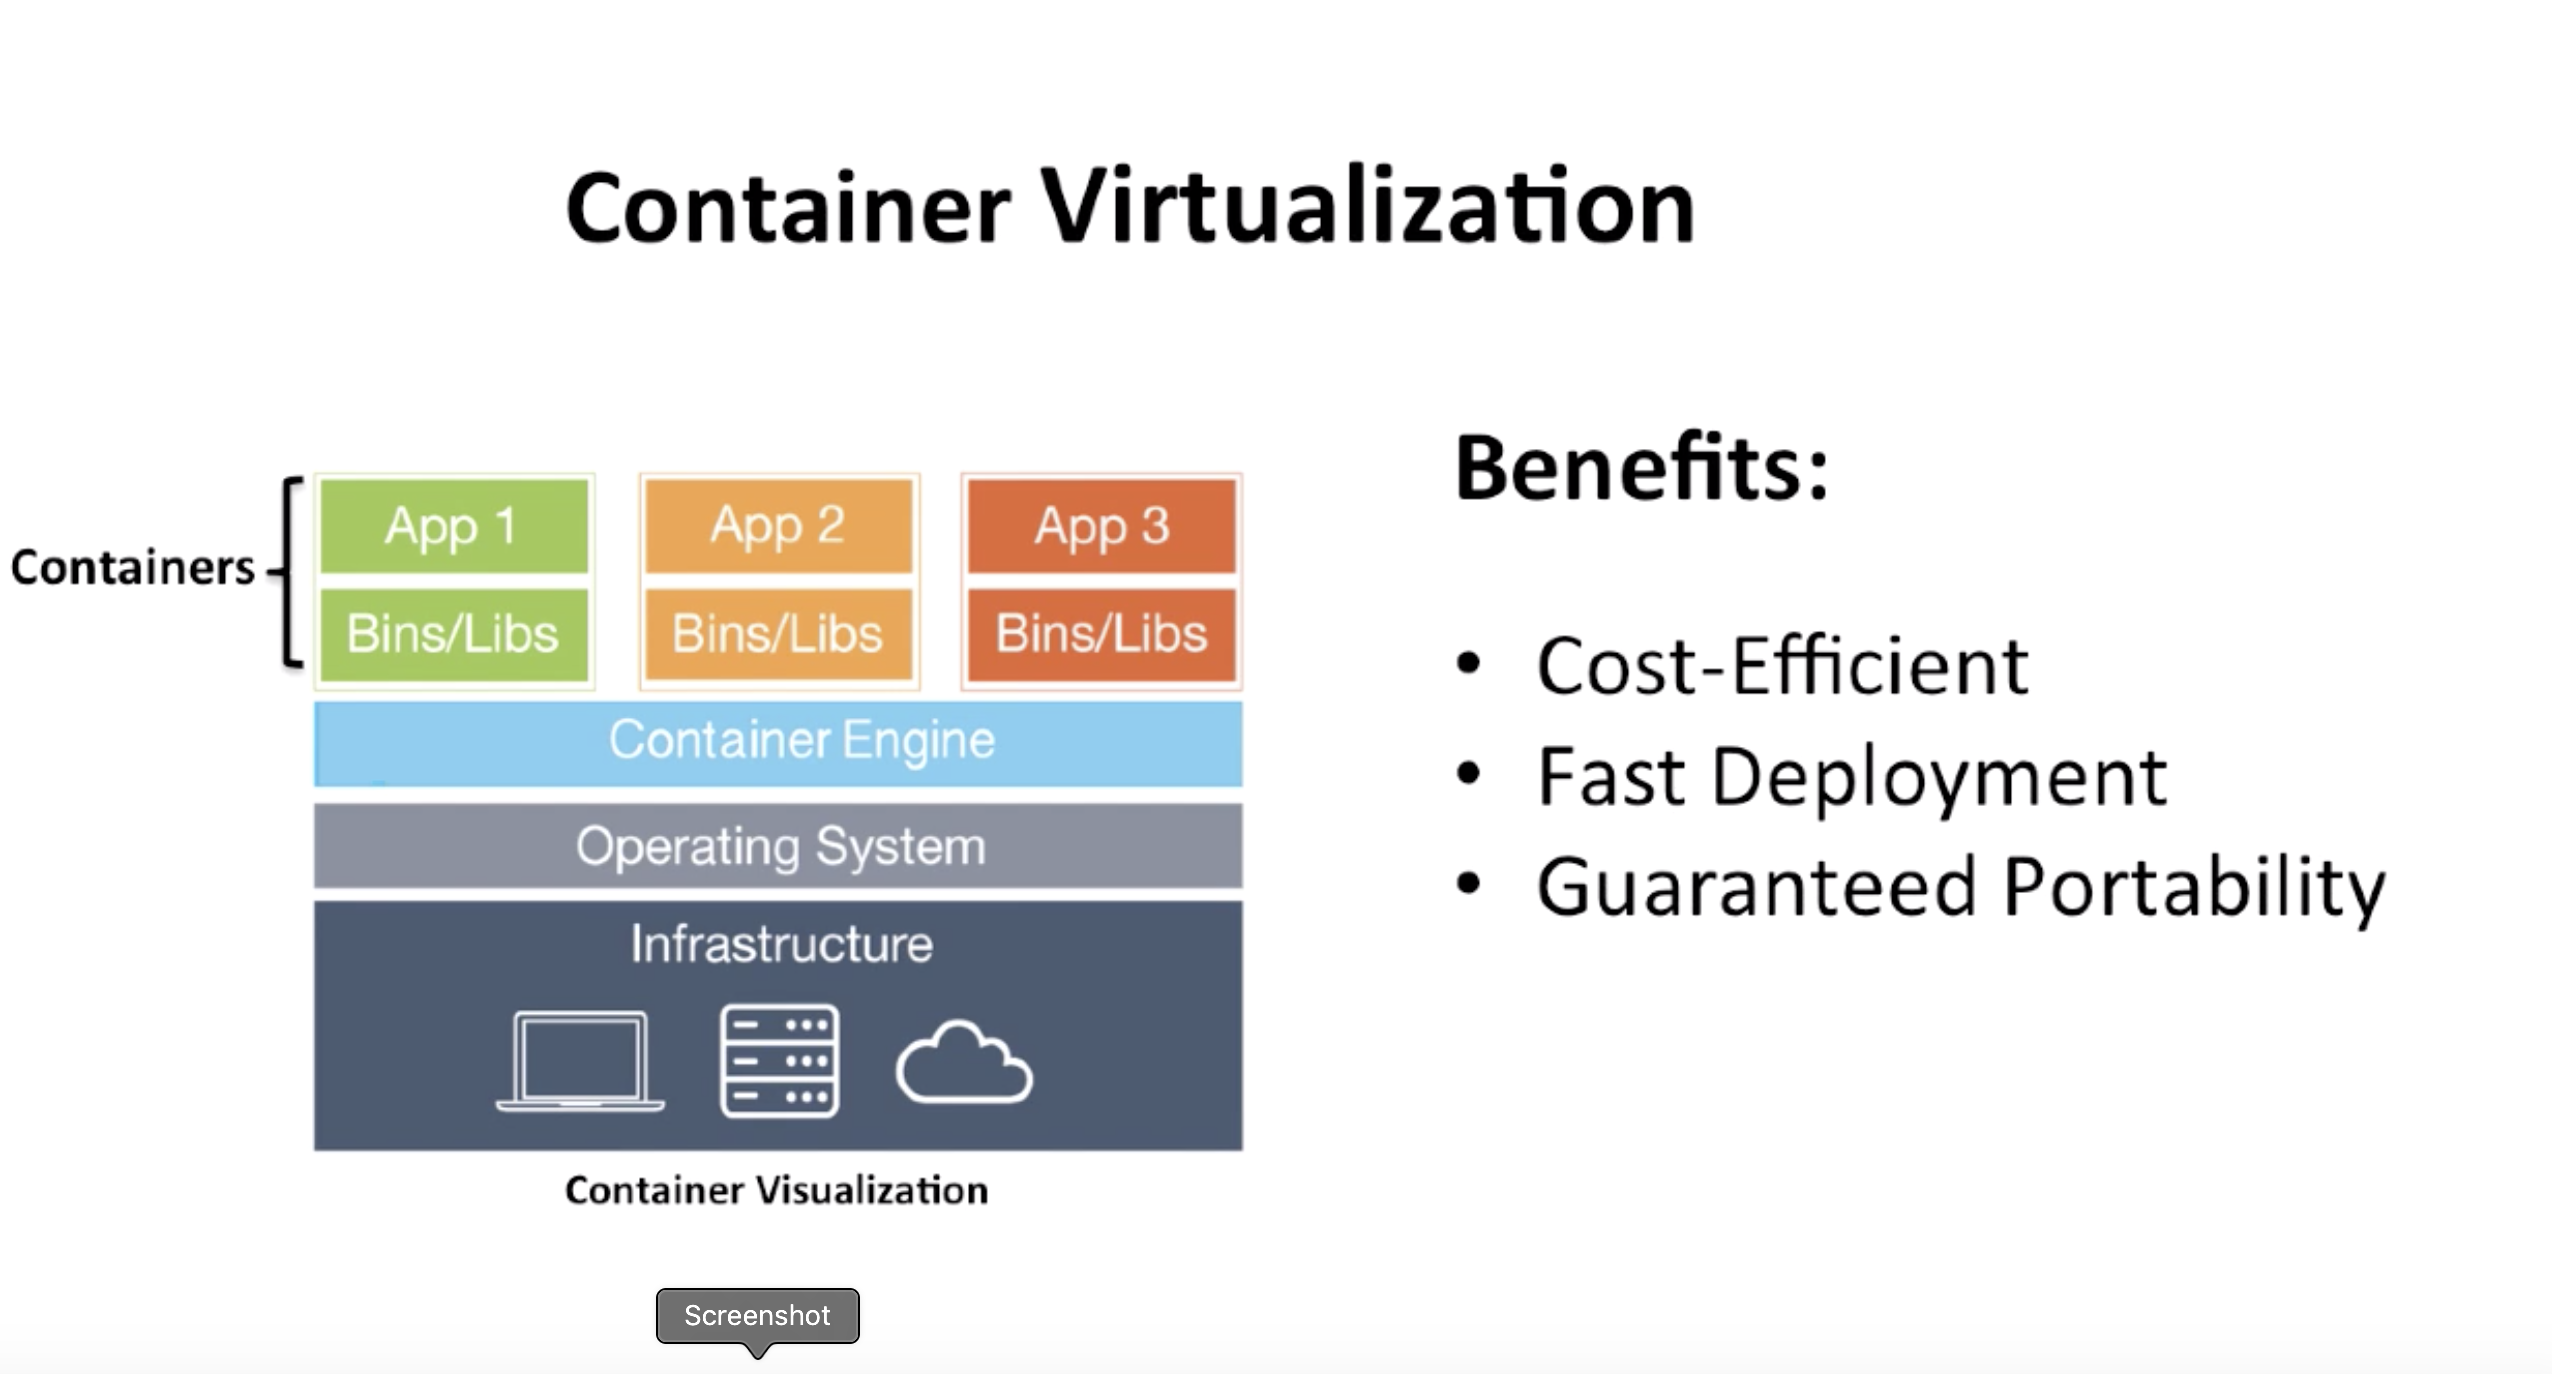 Container Virtualization
Containers
App 1
App 2
App 3
Bins/Libs
Bins/Libs
Bins/Libs
Container Engine
Operating System
Infrastructure
Container Visualization
Benefits:
• Cost-Efficient
• Fast Deployment
• Guaranteed Portability
Screenshot